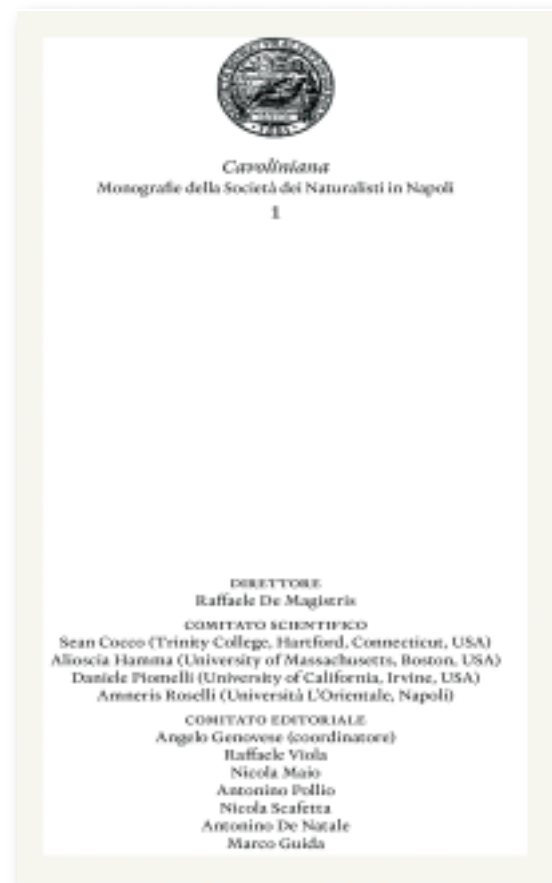 Cavoliniana
Monografie della Società dei Naturalisti in Napoli
1
DIRETTORE
Raffaele De Magistris
COMITATO SCIENTIFICO
Sean Cocco (Trinity College, Hartford, Connecticut, USA)
Alioscia Hamma (University of Massachusetts, Boston, USA)
Daniele Piomelli (University of California, Irvine, USA)
Amneris Roselli (Università L'Orientale, Napoli)
COMITATO EDITORIALE
Angelo Genovese (coordinatore)
Raffaele Viola
Nicola Maio
Antonino Pollio
Nicola Scafetta
Antonino De Natale
Marco Guida